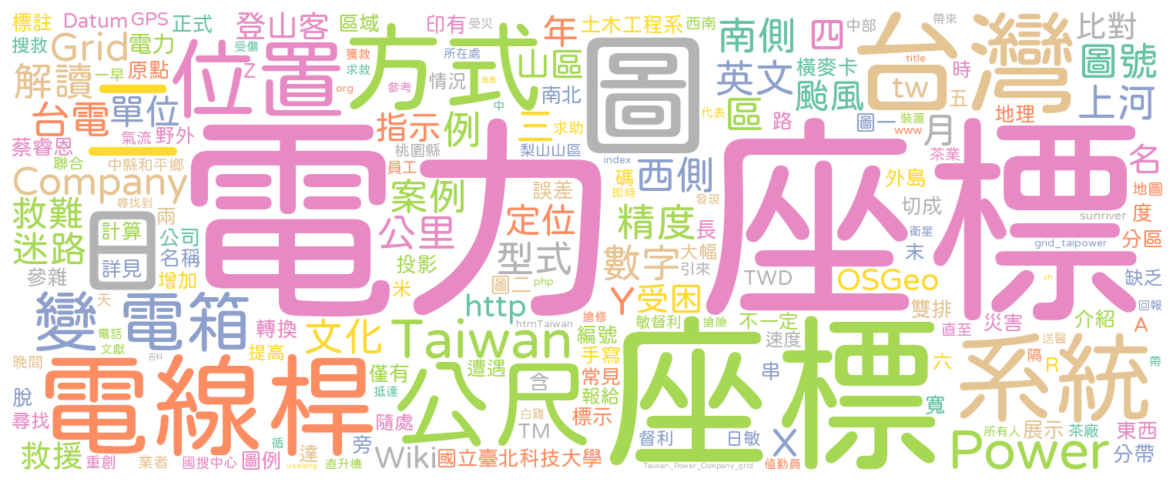 標註 Datum GPS 正式 登山客 區域 印有 受災 年 土木工程系 西南 南側 四 中部 台灣 帶來 比對
搜救 Grid 電力 受傷 位置 方式 獲救 所在處 山區 圖 英文 橫麥卡 時 title 圖號
解讀 一早 原點 Z org 求救 情況 參考 中 南北 代表 區 颱風 圖一 裝置 五 tw 地理 上河
台電 單位 二 氣流 野外 指示 例 三 求助 路 www 月
蔡睿恩 聯合 桃園縣 員工 梨山山區 index 西側 茶業 名
中縣和平鄉 尋找到 Company 電力 座標 案例 誤差 碼 即時 發現 外島 地圖
救難 日 計算 兩 公里 定位 精度 長 切成 度 sunriver
迷路 詳見 公司 名稱 型式 數字 大幅 引來 衛星 末 grid_taipower 分區
參雜 增加 投影 米 圖二 php TWD OSGeo 缺乏
變電箱 天 http Y 受困 雙排 zh 回報
電話 文獻 百科 轉換 文化 Taiwan htmTaiwan 搶修 編號 敏督利 搶險 不一定 直至 災害 介紹 A
晚間 提高 僅有 遭遇 手寫 速度 系統 送醫
脫 電線桿 抵達 公尺 含 常見 報給 座標 串 六 隔 R 帶
尋找 隨處 白雞 標示 寬 所有人 展示 茶廠 東西
救援 循 達 旁 TM 督利 日敏 X Power 分帶
重創 業者 國搜中心 圖例 uselang 直升機 Wiki 國立臺北科技大學 Taiwan_Power_Company_grid 值勤員